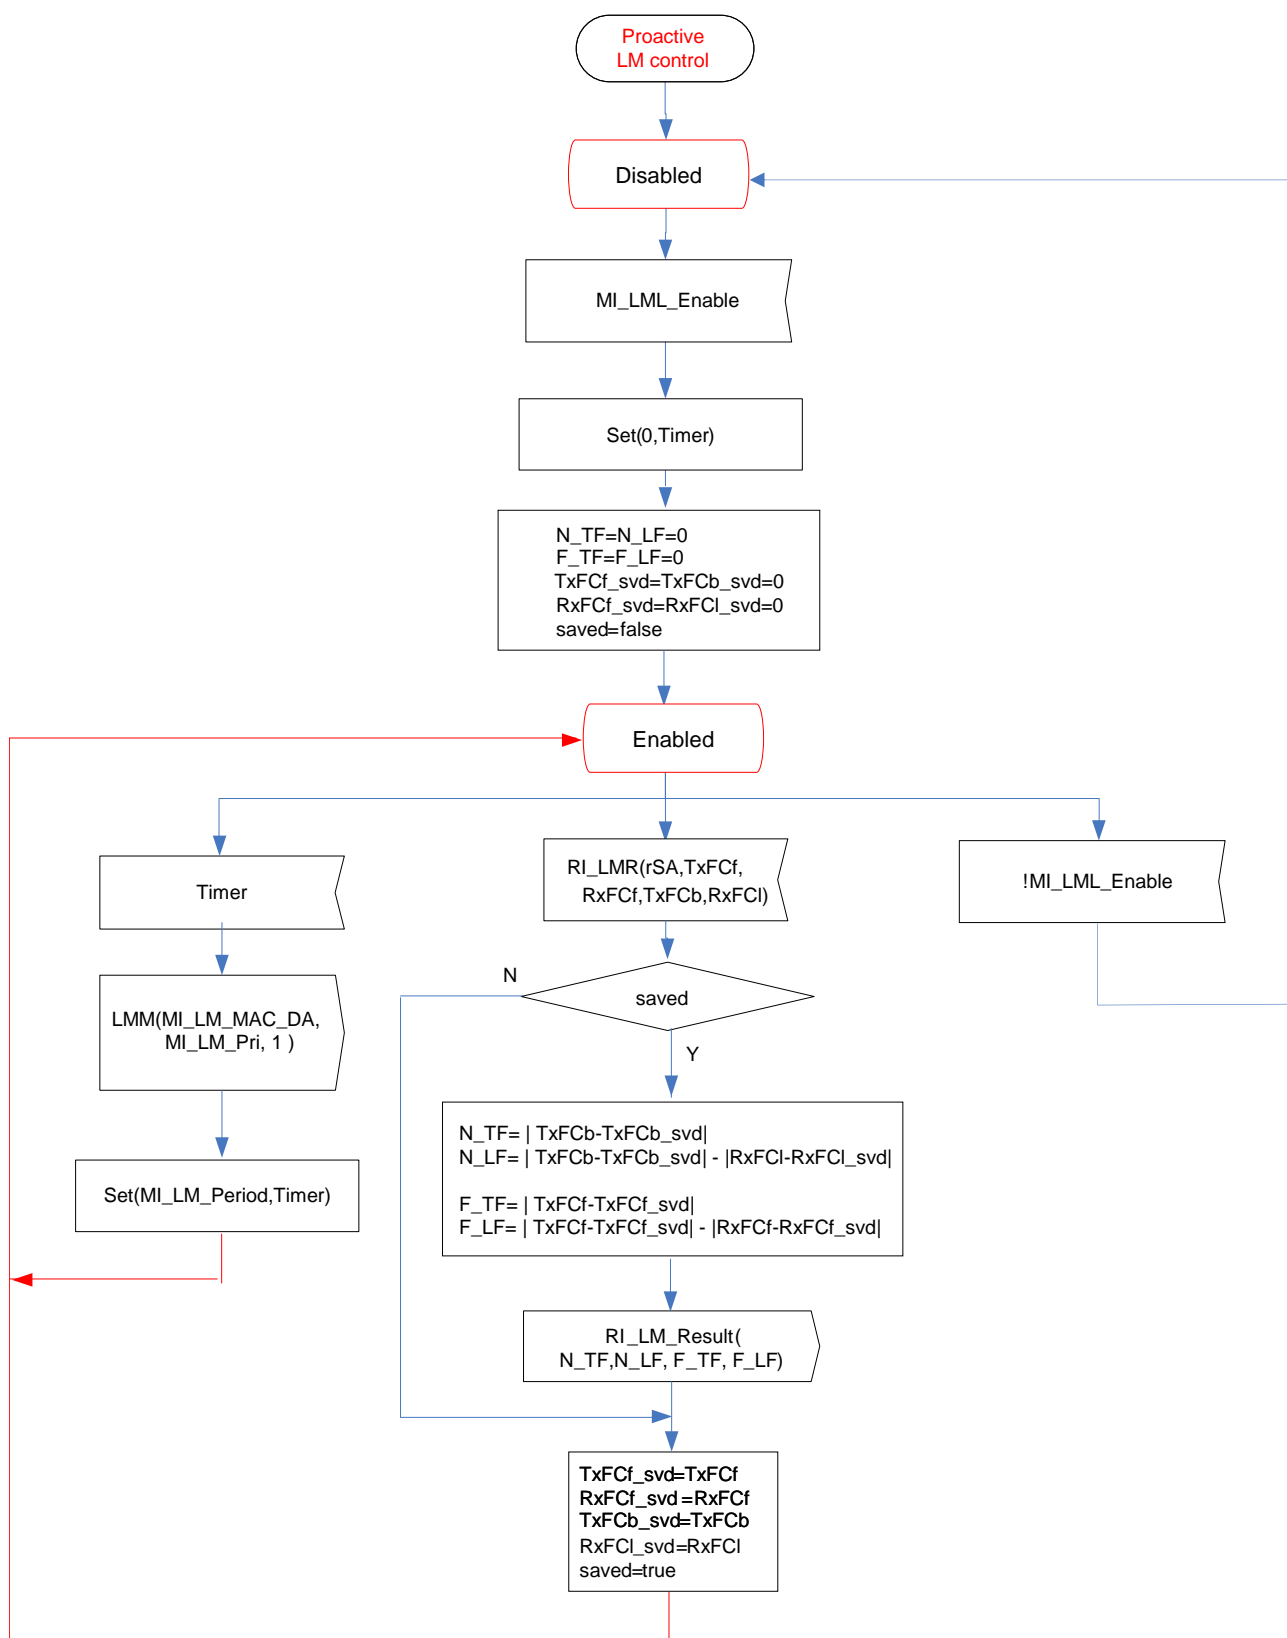 Proactive
LM control
Disabled
MI_LML_Enable
Set(0,Timer)
N_TF=N_LF=0
F_TF=F_LF=0
TxFCf_svd=TxFCb_svd=0
RxFCf_svd=RxFCl_svd=0
saved=false
Enabled
Timer
RI_LMR(rSA,TxFCf,
RxFCf,TxFCb,RxFCl)
!MI_LML_Enable
LMM(MI_LM_MAC_DA,
MI_LM_Pri, 1 )
N
saved
Y
Set(MI_LM_Period,Timer)
N_TF= | TxFCb-TxFCb_svd|
N_LF= | TxFCb-TxFCb_svd| - |RxFCl-RxFCl_svd|
F_TF= | TxFCf-TxFCf_svd|
F_LF= | TxFCf-TxFCf_svd| - |RxFCf-RxFCf_svd|
RI_LM_Result(
N_TF,N_LF, F_TF, F_LF)
TxFCf_svd=TxFCf
RxFCf_svd =RxFCf
TxFCb_svd=TxFCb
RxFCl_svd=RxFCl
saved=true